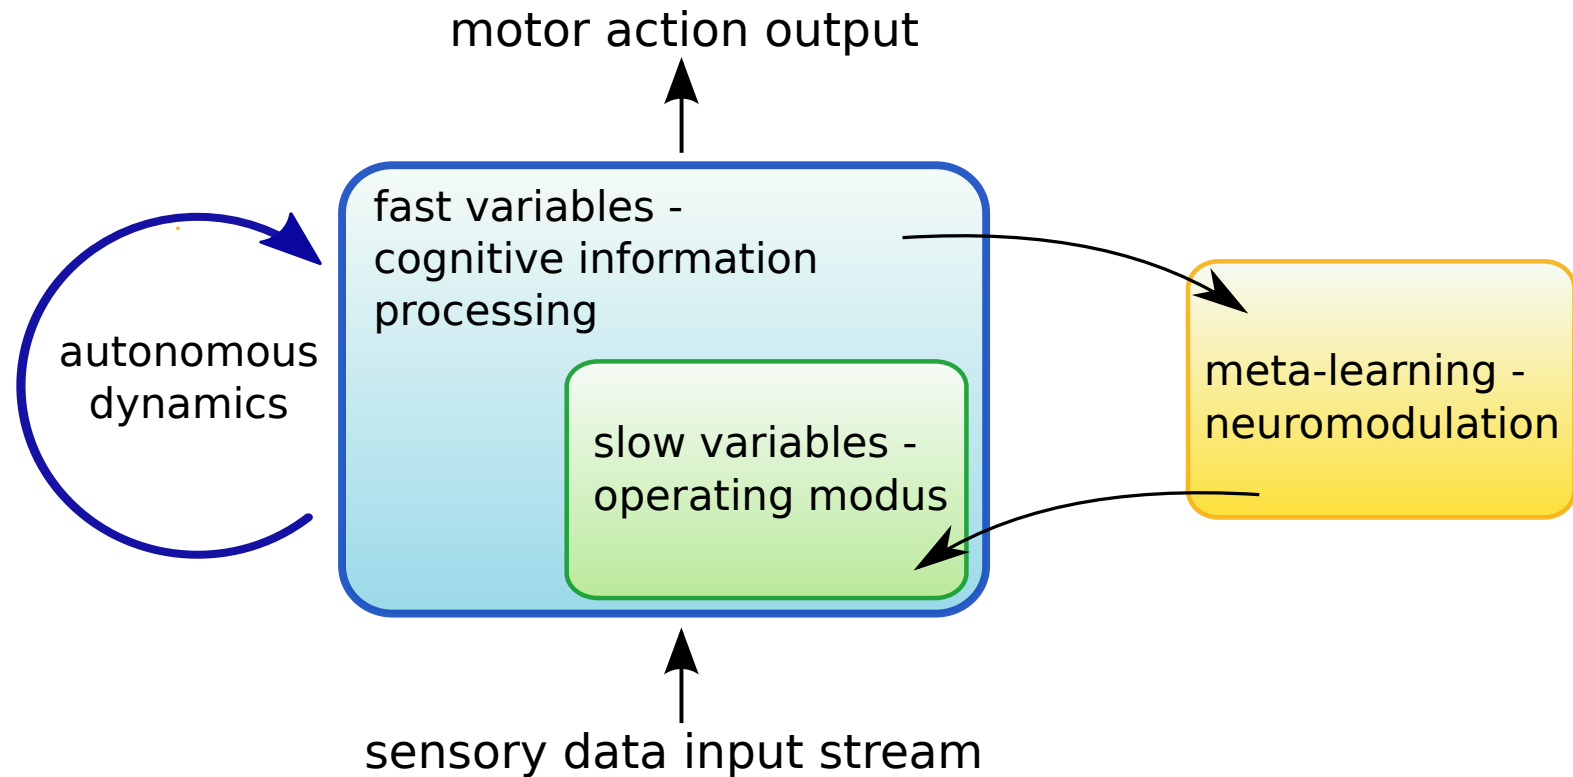 motor action output
fast variables -
cognitive information
processing
autonomous
dynamics
slow variables -
operating modus
meta-learning -
neuromodulation
sensory data input stream